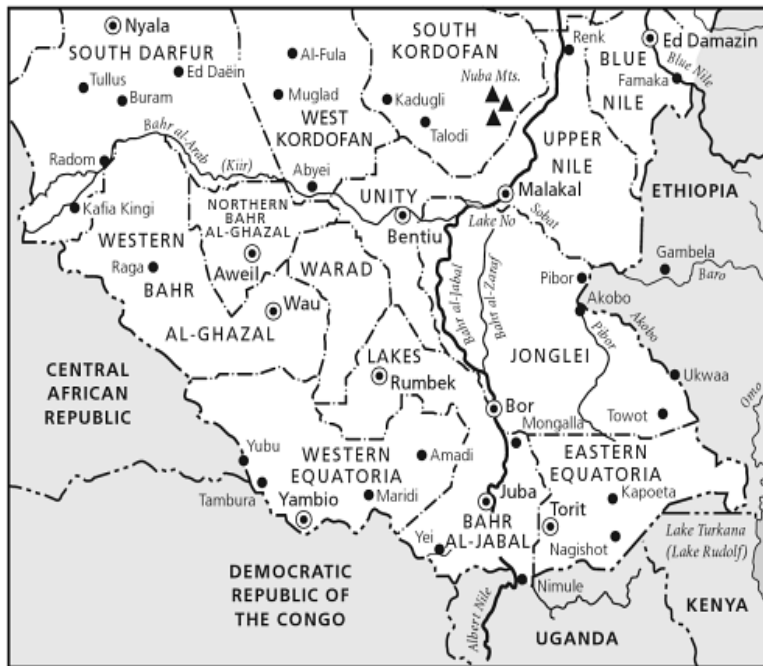 Nyala
SOUTH DARFUR
Tullus
Ed Daëin
Buram
Al-Fula
Muglad
WEST
KORDOFAN
SOUTH
KORDOFAN
Nuba Mts.
Kadugli
Talodi
Renk
BLUE
NILE
Ed Damazin
Blue Nile
Famaka
UPPER
NILE
Malakal
ETHIOPIA
Bahr al-Arab
(Kiir)
Radom
Abyei
UNITY
Bentiu
Lake No
Sobat
Kafia Kingi
NORTHERN
BAHR
AL-GHAZAL
Aweil
WESTERN
BAHR
AL-GHAZAL
Raga
Wau
WARAD
Bahr al-Jabal
Bahr al-Zaraf
Pibor
Gambela
Baro
Akobo
Akobo
Pibor
JONGLEI
Ukwaa
Omo
Towot
CENTRAL
AFRICAN
REPUBLIC
LAKES
Rumbek
Bor
Mongalla
Yubu
WESTERN
EQUATORIA
Amadi
EASTERN
EQUATORIA
Tambura
Yambio
Maridi
Juba
Kapoeta
Torit
BAHR
AL-JABAL
Yei
Nagishot
Lake Turkana
(Lake Rudolf)
DEMOCRATIC
REPUBLIC OF
THE CONGO
Nimule
Albert Nile
UGANDA
KENYA